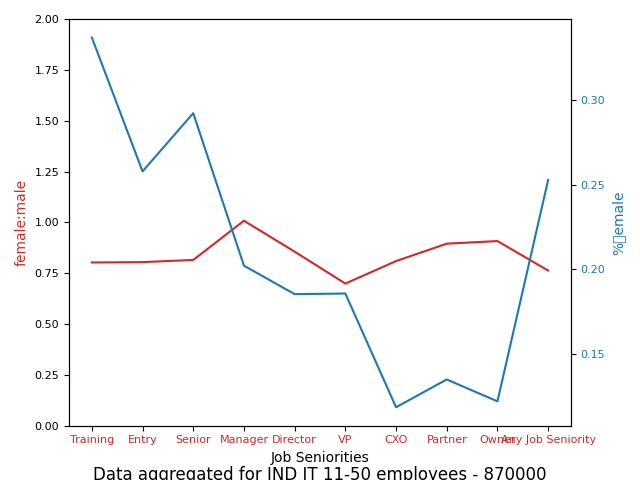 2.00
1.75
1.50
1.25
1.00
0.75
0.50
0.25
0.00
female:male
0.30
0.25
0.20
0.15
%▯emale
Training Entry Senior Manager Director VP CXO Partner Owner Any Job Seniority
Job Seniorities
Data aggregated for IND IT 11-50 employees - 870000